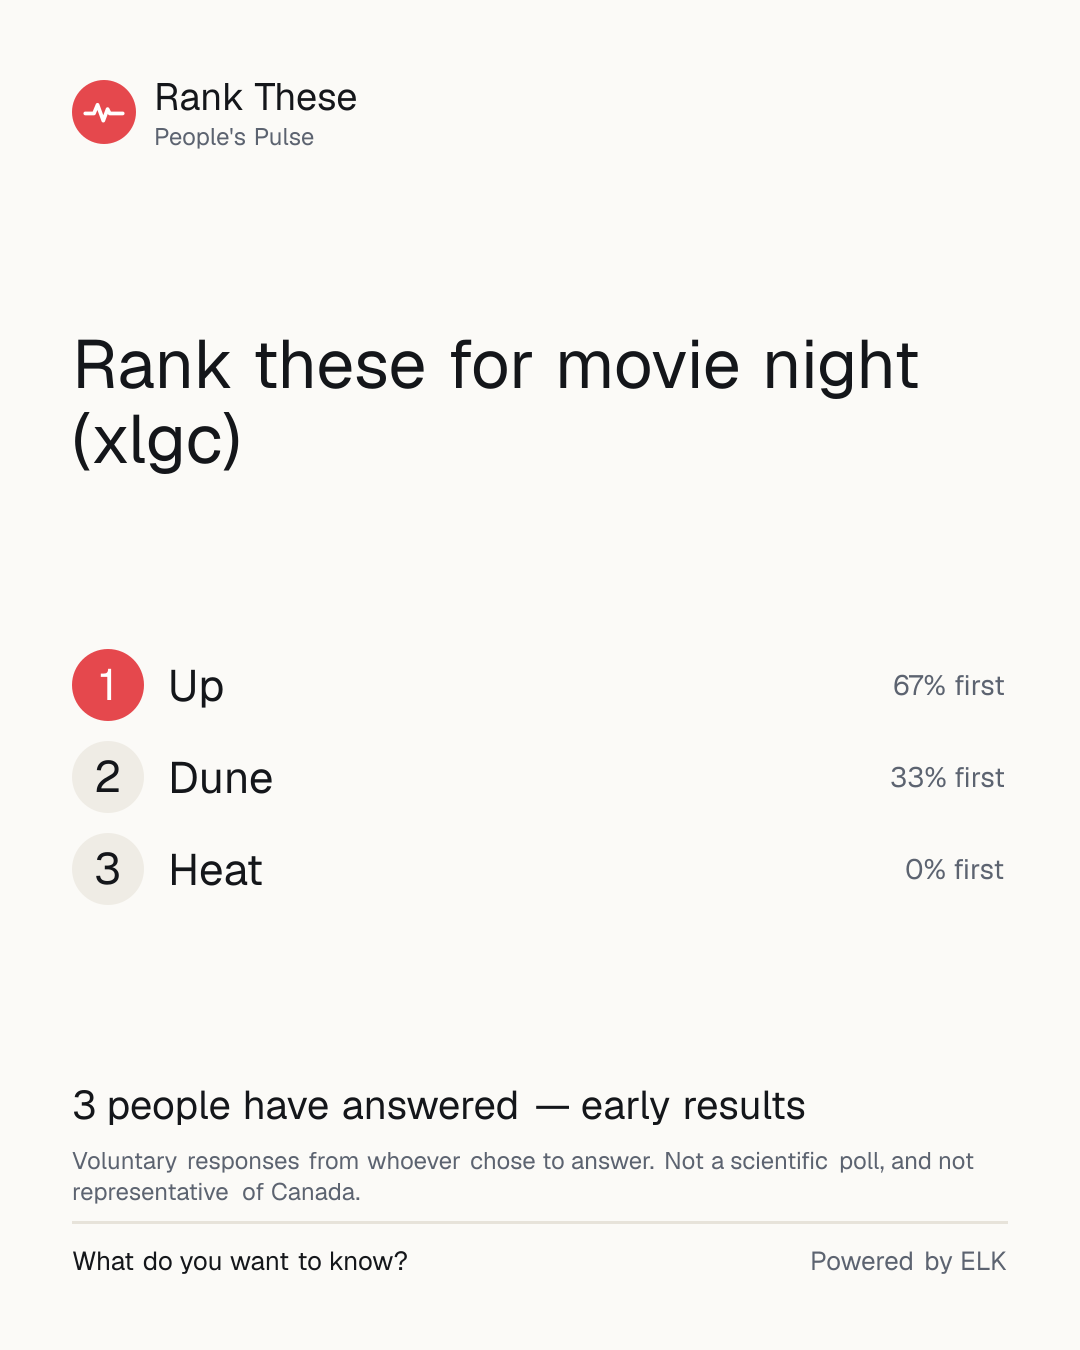 Rank These
People's Pulse
Rank these for movie night
(xlgc)
1 Up 67% first
2 Dune 33% first
3 Heat 0% first
3 people have answered — early results
Voluntary responses from whoever chose to answer. Not a scientific poll, and not
representative of Canada.
What do you want to know? Powered by ELK